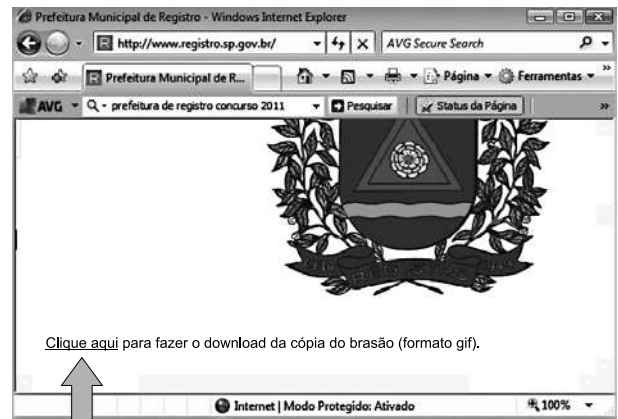 Prefeitura Municipal de Registro - Windows Internet Explorer
http://www.registro.sp.gov.br/
AVG Secure Search
Prefeitura Municipal de R...
Página
Ferramentas
»
AVG
prefeitura de registro concurso 2011
Pesquisar
Status da Página
»
Clique aqui para fazer o download da cópia do brasão (formato gif).
Internet | Modo Protegido: Ativado
100%